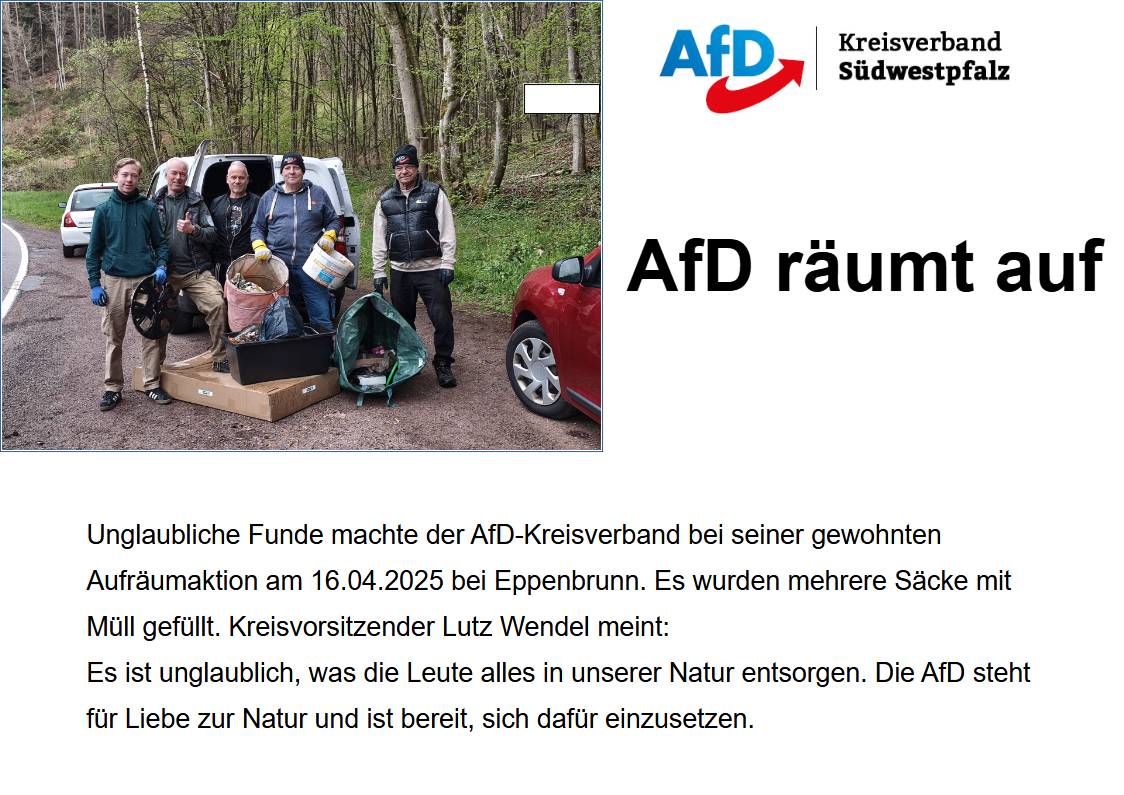 AfD
Kreisverband
Südwestpfalz
AfD räumt auf
Unglaubliche Funde machte der AfD-Kreisverband bei seiner gewohnten
Aufräumaktion am 16.04.2025 bei Eppenbrunn. Es wurden mehrere Säcke mit
Müll gefüllt. Kreisvorsitzender Lutz Wendel meint:
Es ist unglaublich, was die Leute alles in unserer Natur entsorgen. Die AfD steht
für Liebe zur Natur und ist bereit, sich dafür einzusetzen.